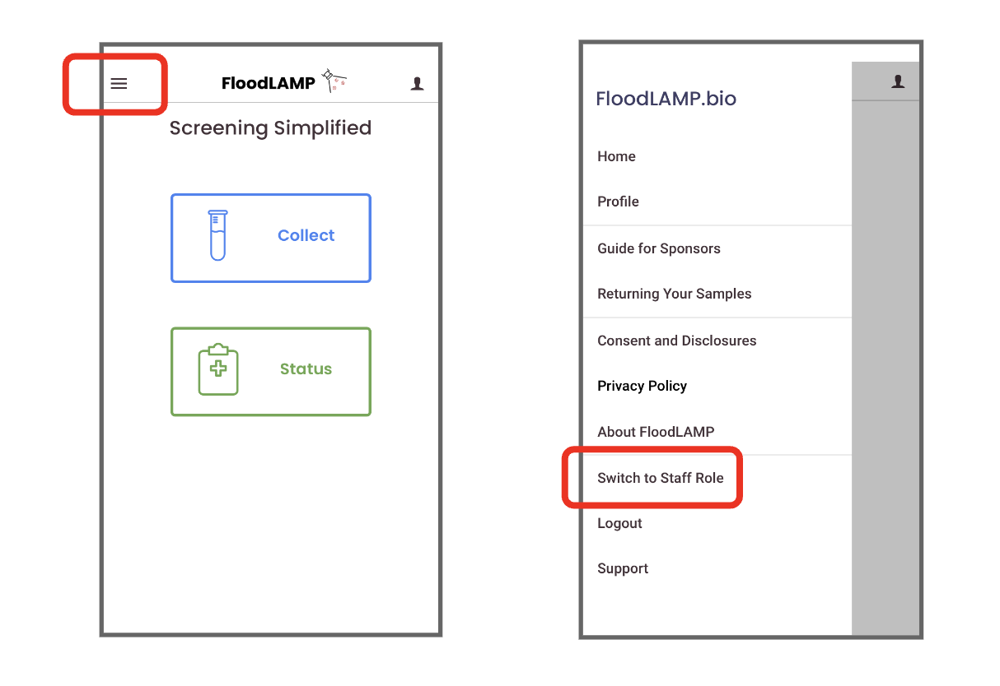 FloodLAMP
Screening Simplified
Collect
Status
FloodLAMP.bio
Home
Profile
Guide for Sponsors
Returning Your Samples
Consent and Disclosures
Privacy Policy
About FloodLAMP
Switch to Staff Role
Logout
Support